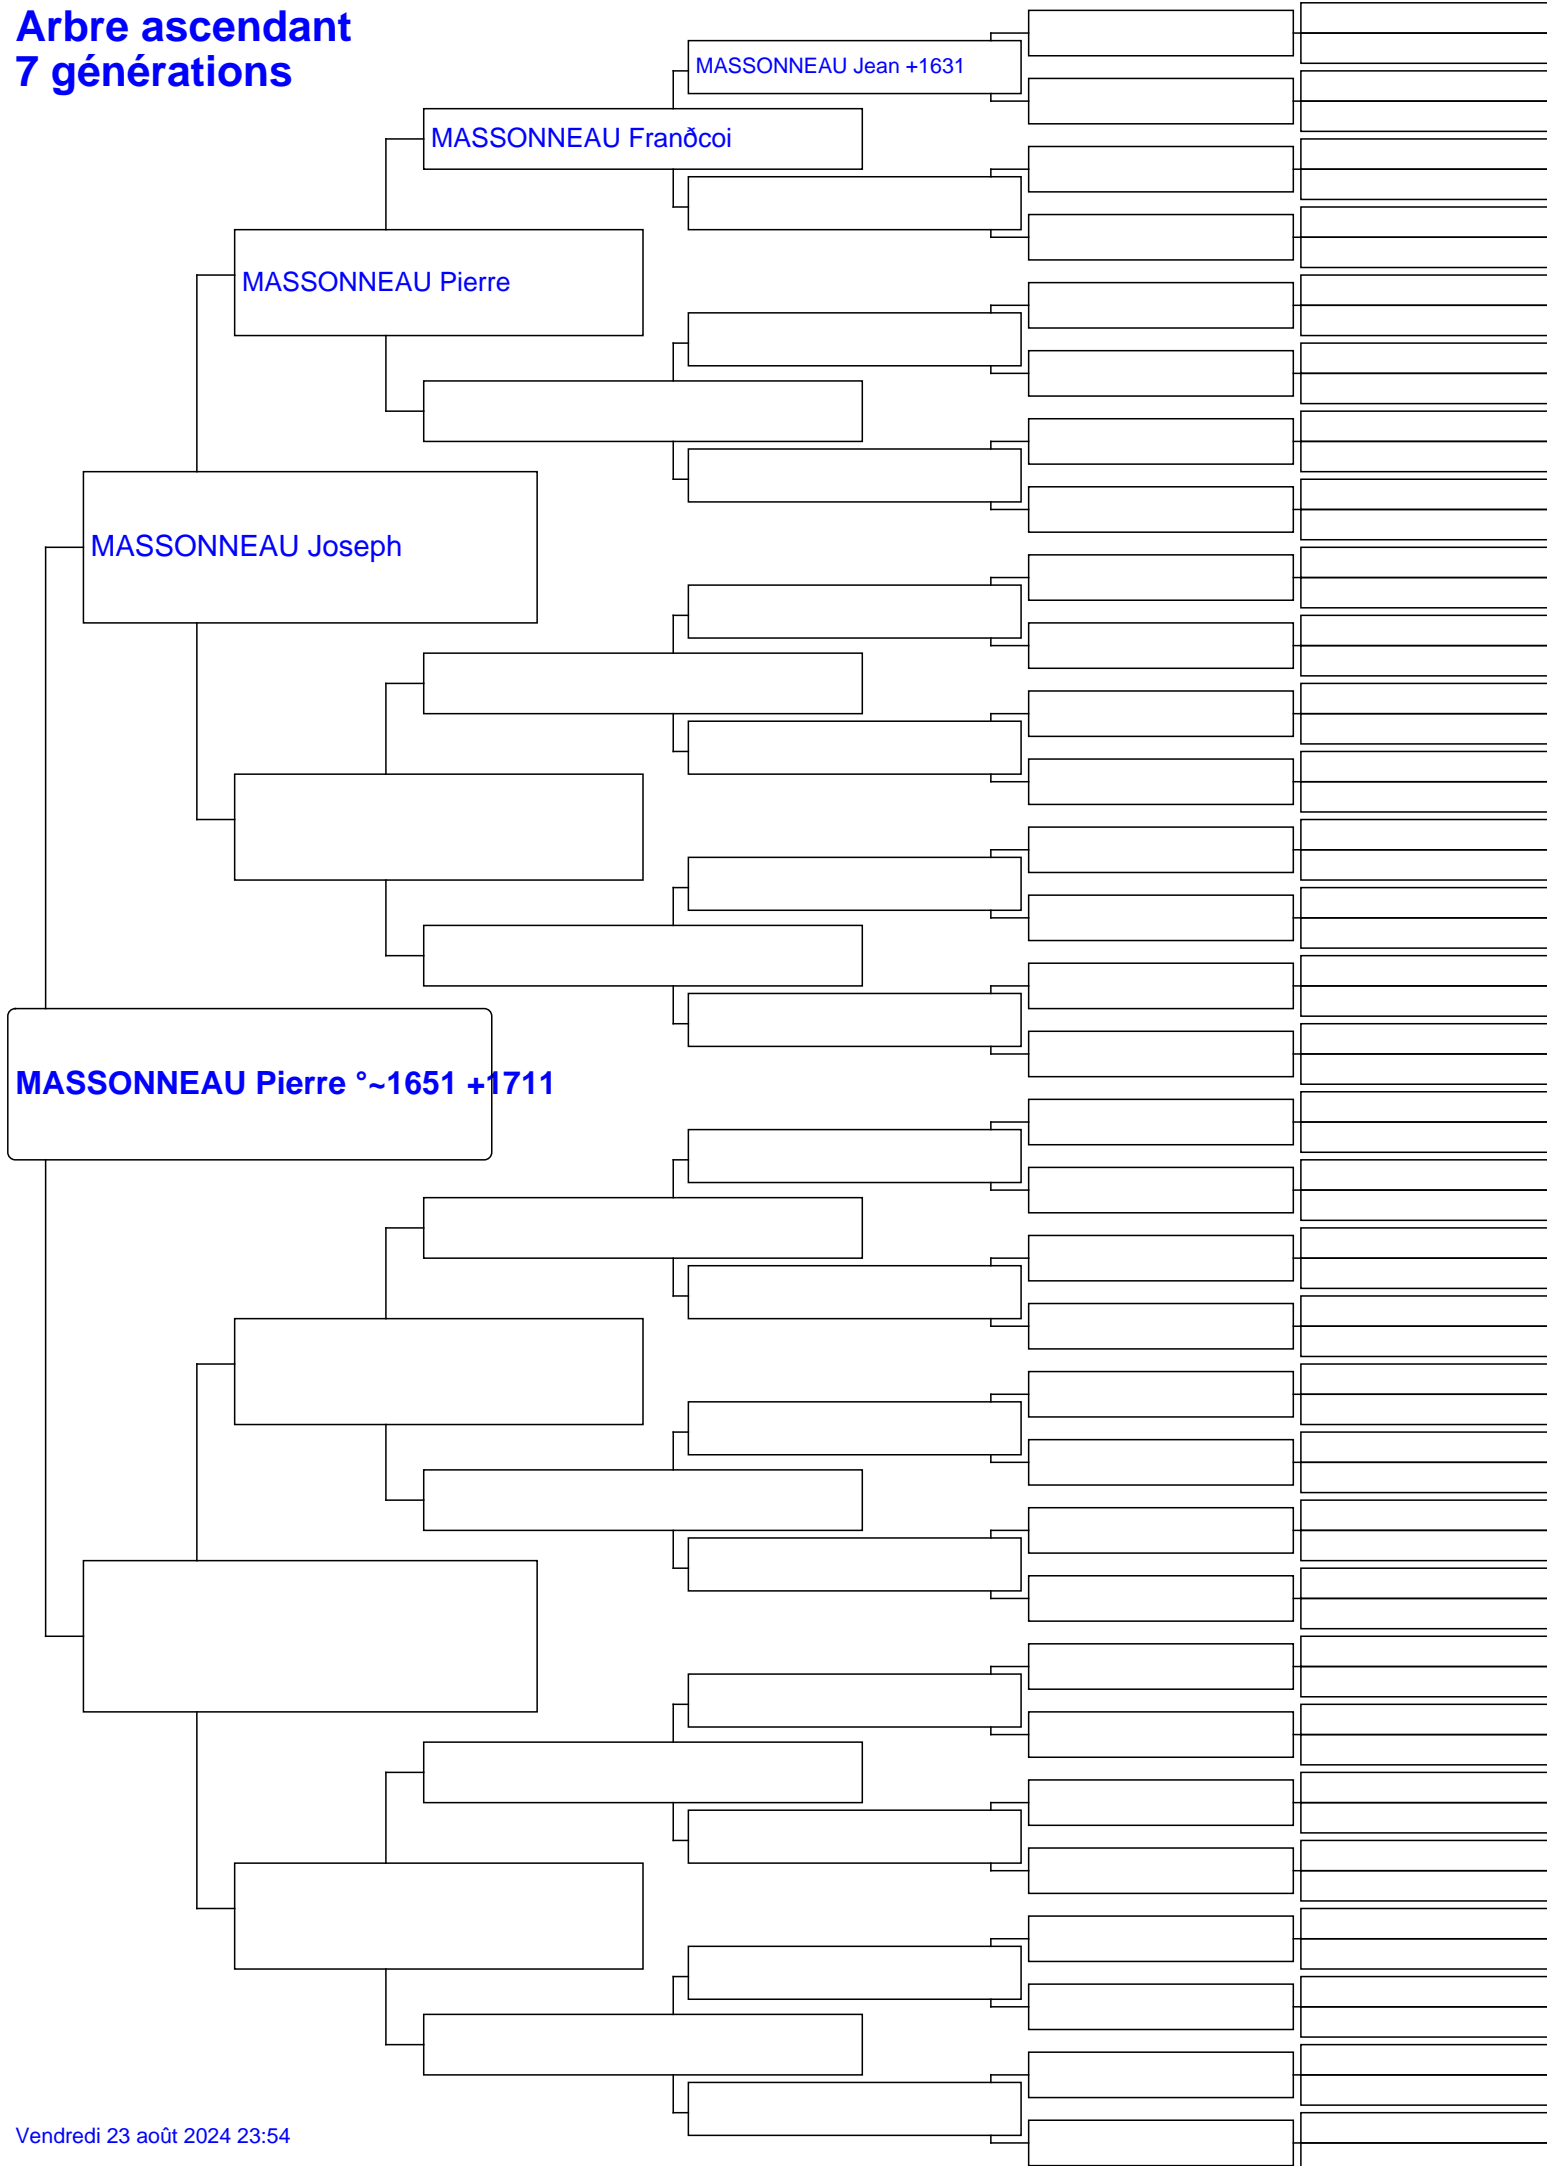 Arbre ascendant
7 générations
MASSONNEAU Jean +1631
MASSONNEAU Franðcoi
MASSONNEAU Pierre
MASSONNEAU Joseph
MASSONNEAU Pierre °~1651 +1711
Vendredi 23 août 2024 23:54